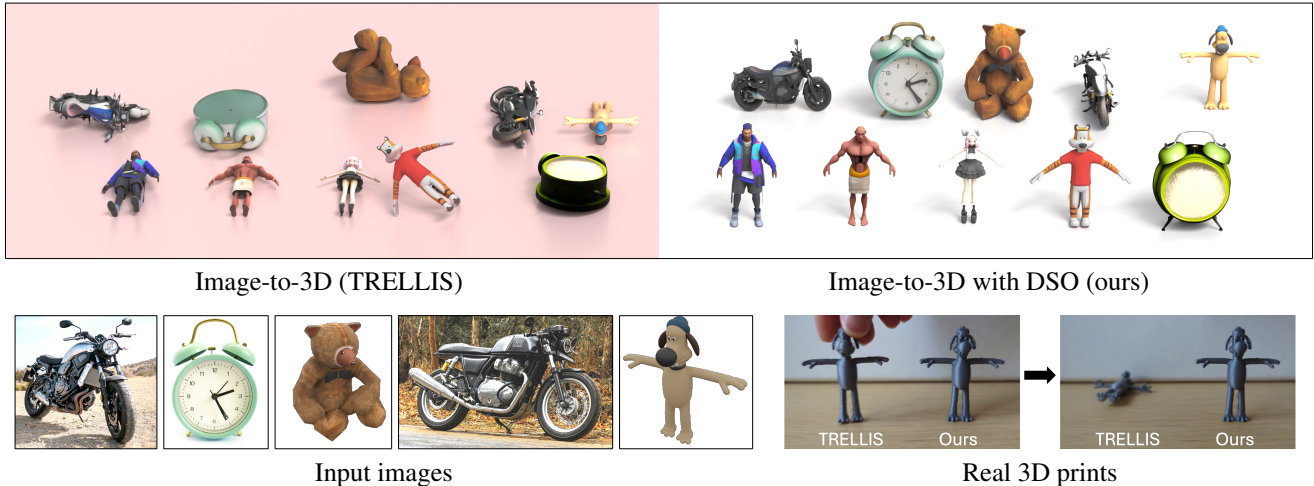 Image-to-3D (TRELLIS)
Image-to-3D with DSO (ours)
Input images
TRELLIS
Ours
TRELLIS
Ours
Real 3D prints